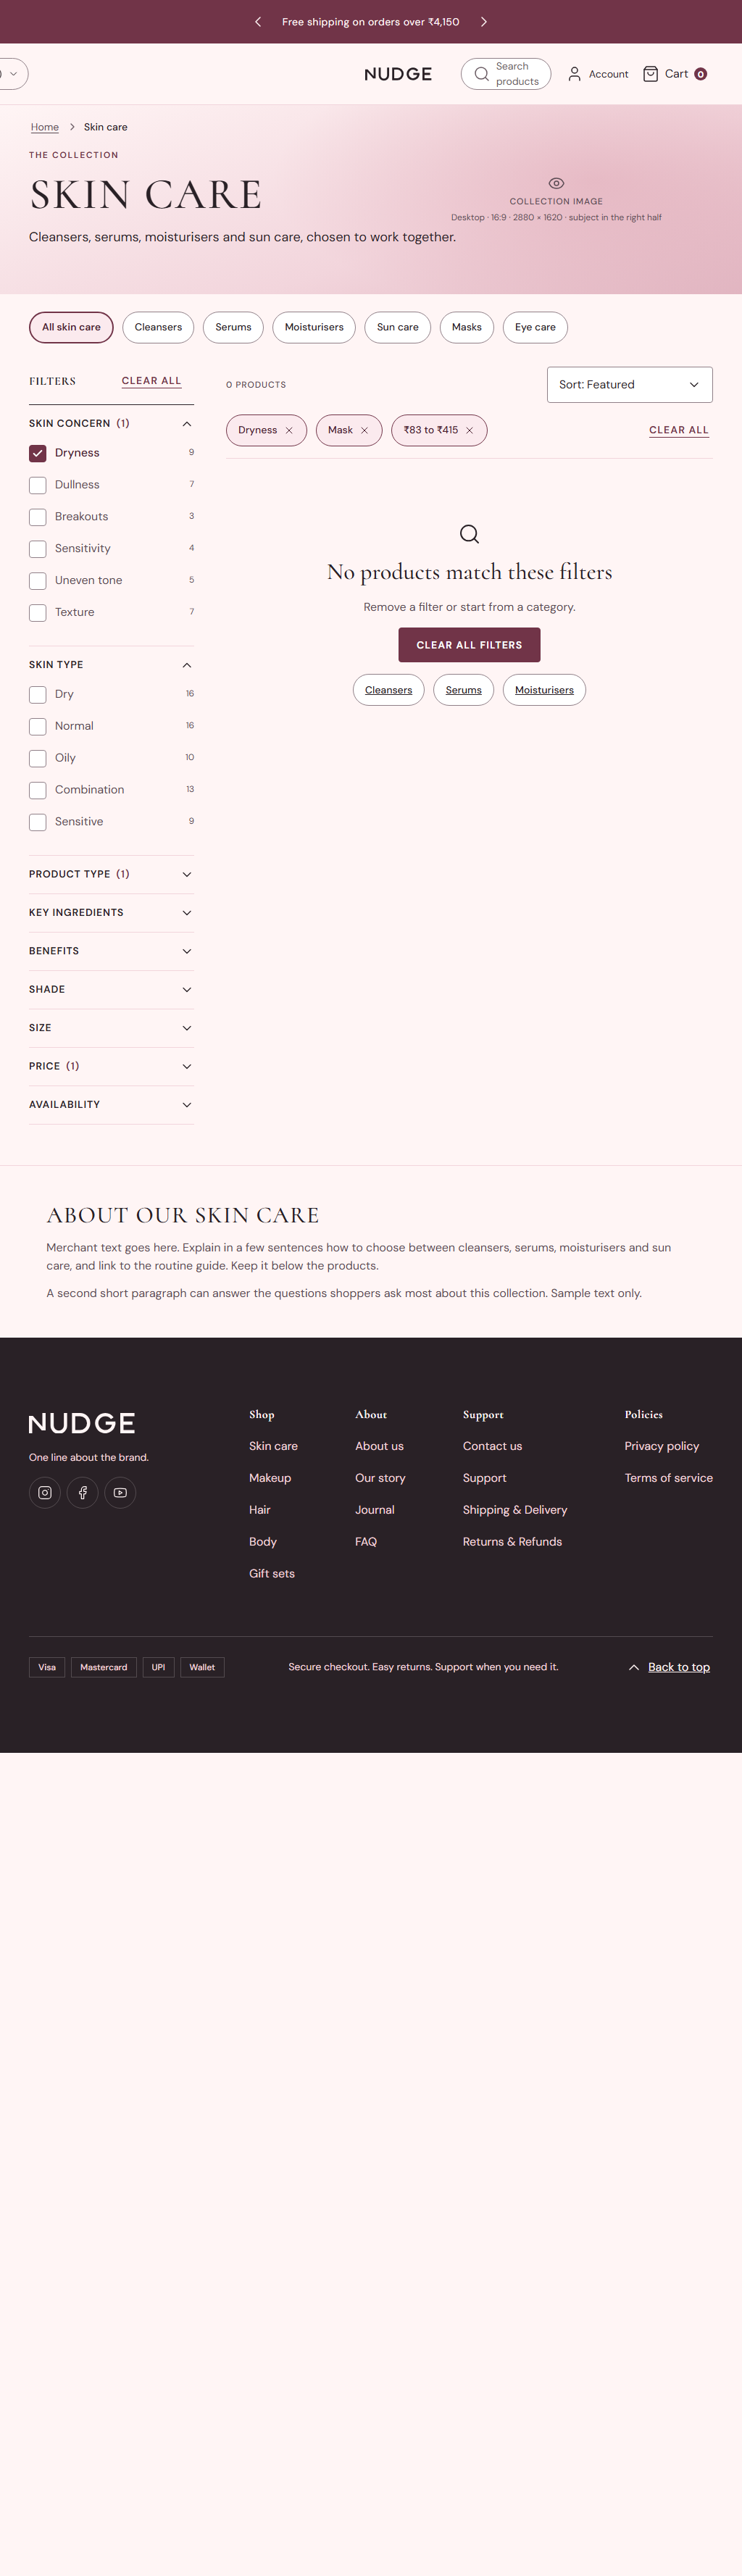 Free shipping on orders over ₹4,150
NUDGE
Search products
Account
Cart 0
Home > Skin care
THE COLLECTION
SKIN CARE
Cleansers, serums, moisturisers and sun care, chosen to work together.
COLLECTION IMAGE
Desktop · 16:9 · 2880 × 1620 · subject in the right half
All skin care
Cleansers
Serums
Moisturisers
Sun care
Masks
Eye care
FILTERS
CLEAR ALL
0 PRODUCTS
Sort: Featured
Dryness
Mask
₹83 to ₹415
CLEAR ALL
SKIN CONCERN (1)
Dryness 9
Dullness 7
Breakouts 3
Sensitivity 4
Uneven tone 5
Texture 7
SKIN TYPE
Dry 16
Normal 16
Oily 10
Combination 13
Sensitive 9
PRODUCT TYPE (1)
KEY INGREDIENTS
BENEFITS
SHADE
SIZE
PRICE (1)
AVAILABILITY
No products match these filters
Remove a filter or start from a category.
CLEAR ALL FILTERS
Cleansers
Serums
Moisturisers
ABOUT OUR SKIN CARE
Merchant text goes here. Explain in a few sentences how to choose between cleansers, serums, moisturisers and sun
care, and link to the routine guide. Keep it below the products.
A second short paragraph can answer the questions shoppers ask most about this collection. Sample text only.
NUDGE
One line about the brand.
Shop
Skin care
Makeup
Hair
Body
Gift sets
About
About us
Our story
Journal
FAQ
Support
Contact us
Support
Shipping & Delivery
Returns & Refunds
Policies
Privacy policy
Terms of service
Visa
Mastercard
UPI
Wallet
Secure checkout. Easy returns. Support when you need it.
Back to top